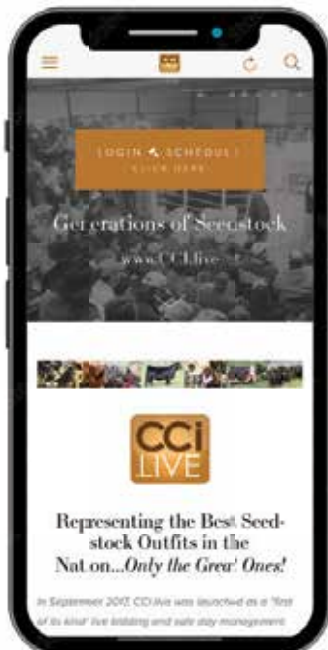 LOGIN & SCHEDULE
CLICK HERE
Generations of Seedstock
www.CCI.live
CCi
LIVE
Representing the Best Seed-
stock Outfits in the
Nation...Only the Great Ones!
In September 2017, CCI.live was launched as a "first
of its kind" live bidding and sale day management